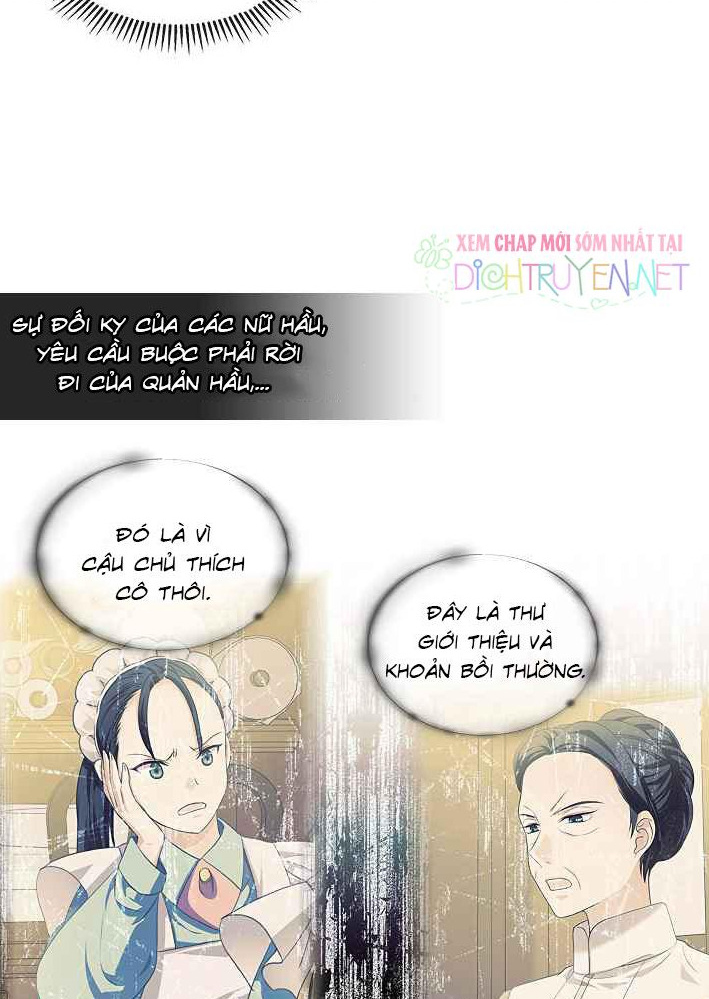 XEM CHAP MỚI SỚM NHẤT TẠI
DICHTRUYEN.NET
SỰ ĐỐI KỴ CỦA CÁC NỮ HẦU,
YÊU CẦU BUỘC PHẢI RỜI
ĐI CỦA QUẢN HẦU,...
ĐÓ LÀ VÌ
CẬU CHỦ THÍCH
CÔ THÔI.
ĐÂY LÀ THƯ
GIỚI THIỆU VÀ
KHOẢN BỒI THƯỜNG.